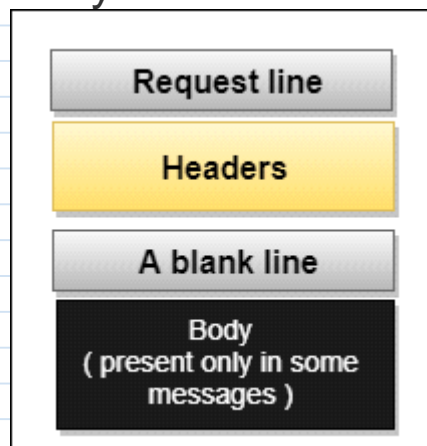 Request line
Headers
A blank line
Body
( present only in some
messages )